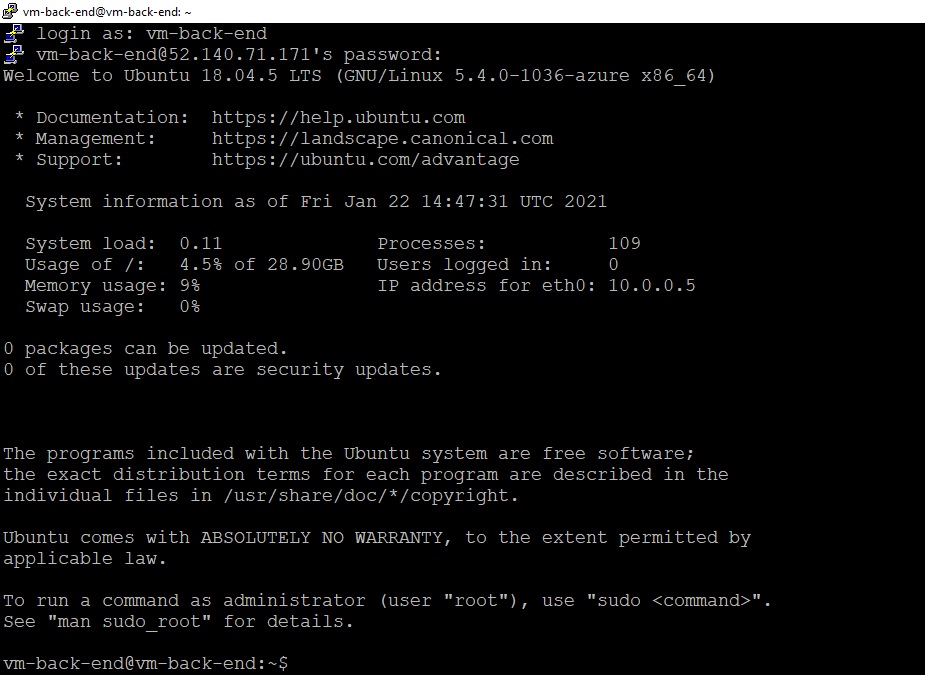 vm-back-end@vm-back-end: ~
login as: vm-back-end
vm-back-end@52.140.71.171's password:
Welcome to Ubuntu 18.04.5 LTS (GNU/Linux 5.4.0-1036-azure x86_64)
* Documentation:  https://help.ubuntu.com
* Management:     https://landscape.canonical.com
* Support:        https://ubuntu.com/advantage
System information as of Fri Jan 22 14:47:31 UTC 2021
System load:  0.11              Processes:           109
Usage of /:   4.5% of 28.90GB   Users logged in:     0
Memory usage: 9%                IP address for eth0: 10.0.0.5
Swap usage:   0%
0 packages can be updated.
0 of these updates are security updates.
The programs included with the Ubuntu system are free software;
the exact distribution terms for each program are described in the
individual files in /usr/share/doc/*/copyright.
Ubuntu comes with ABSOLUTELY NO WARRANTY, to the extent permitted by
applicable law.
To run a command as administrator (user "root"), use "sudo <command>".
See "man sudo_root" for details.
vm-back-end@vm-back-end:~$